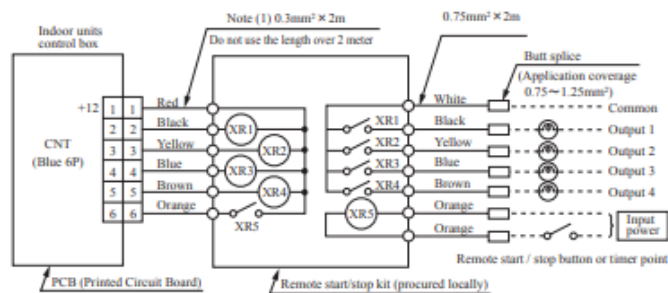 Note (1) 0.3mm² × 2m
0.75mm² × 2m
Indoor units
control box
Do not use the length over 2 meter
Butt splice
(Application coverage
0.75～1.25mm²)
+12 1 1 Red White Common
2 2 Black XR1 XR1 Black Output 1
3 3 Yellow XR2 XR2 Yellow Output 2
CNT
(Blue 6P)
4 4 Blue XR3 XR3 Blue Output 3
5 5 Brown XR4 XR4 Brown Output 4
6 6 Orange XR5 XR5 Orange
Orange
Input
power
Remote start / stop button or timer point
PCB (Printed Circuit Board)
Remote start/stop kit (procured locally)